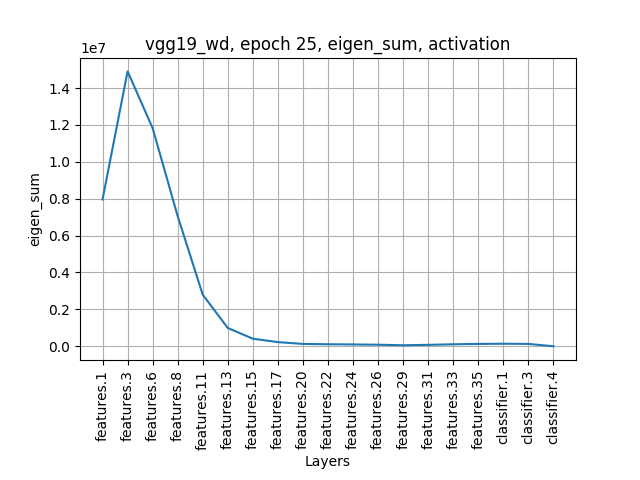 vgg19_wd, epoch 25, eigen_sum, activation
1e7
1.4
1.2
1.0
0.8
0.6
0.4
0.2
0.0
eigen_sum
features.1
features.3
features.6
features.8
features.11
features.13
features.15
features.17
features.20
features.22
features.24
features.26
features.29
features.31
features.33
features.35
classifier.1
classifier.3
classifier.4
Layers